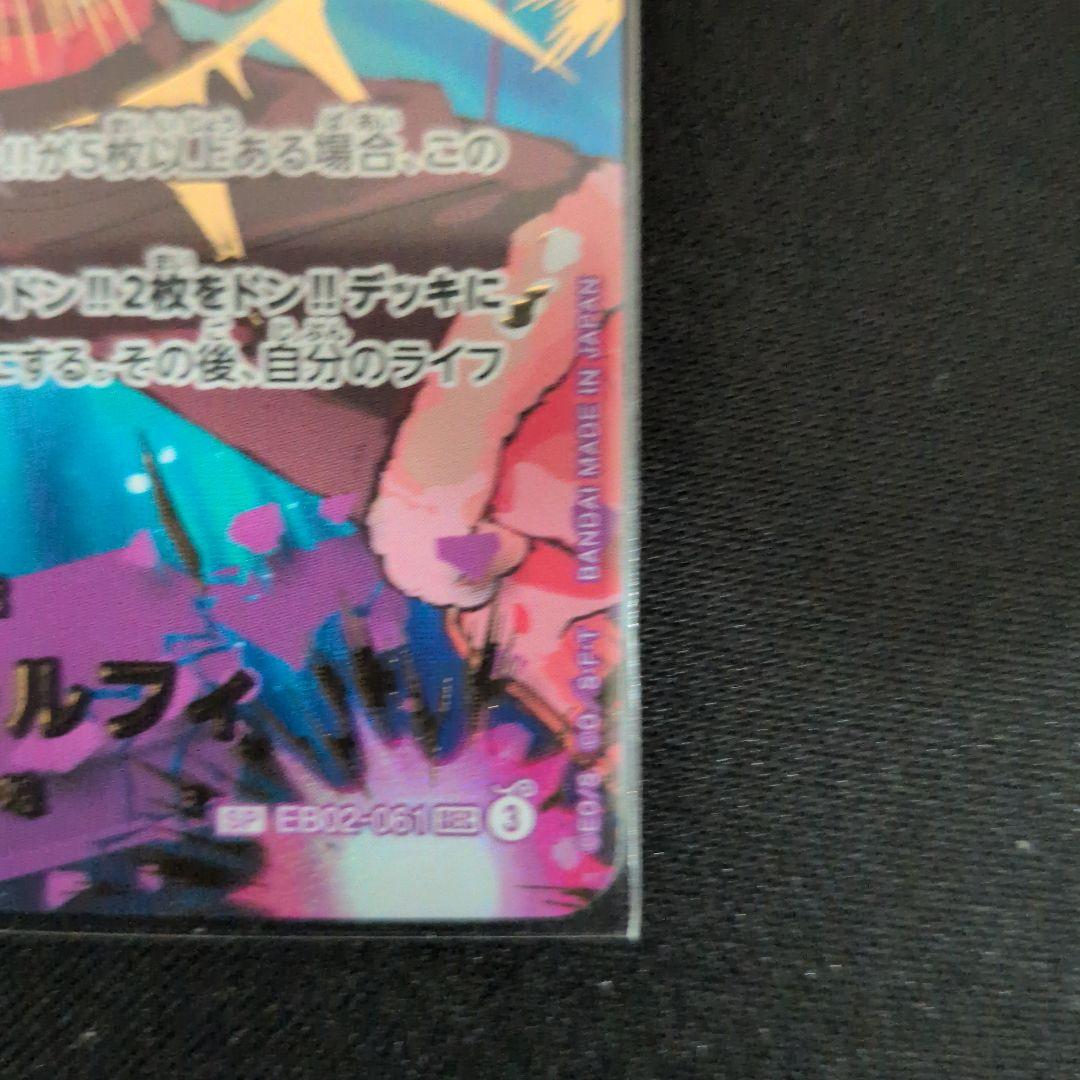 !!が5枚以上ある場合、この
のドン!!2枚をドン!!デッキに
にする。その後、自分のライフ
ルフィ
SP EB02-061 3
BANDAI MADE IN JAPAN